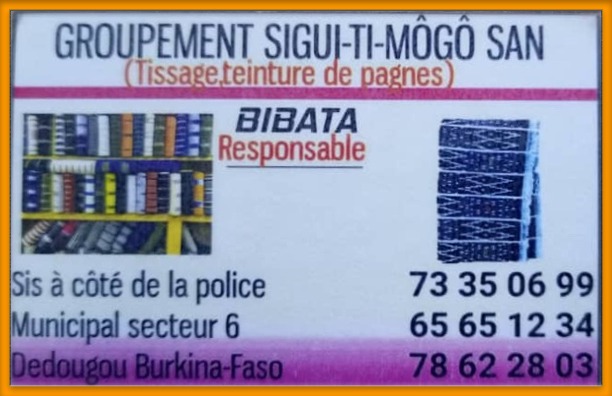 GROUPEMENT SIGUI-TI-MÔGÔ SAN
(Tissage,teinture de pagnes)
BIBATA
Responsable
Sis à côté de la police 73 35 06 99
Municipal secteur 6 65 65 12 34
Dedougou Burkina-Faso 78 62 28 03